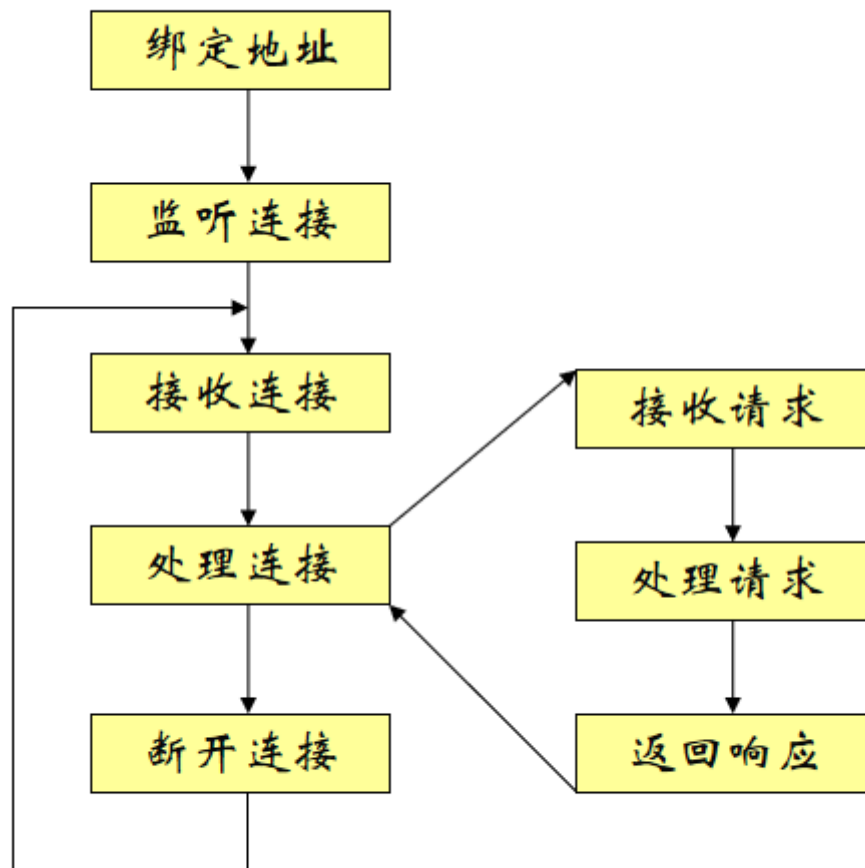 绑定地址
监听连接
接收连接
处理连接
断开连接
接收请求
处理请求
返回响应